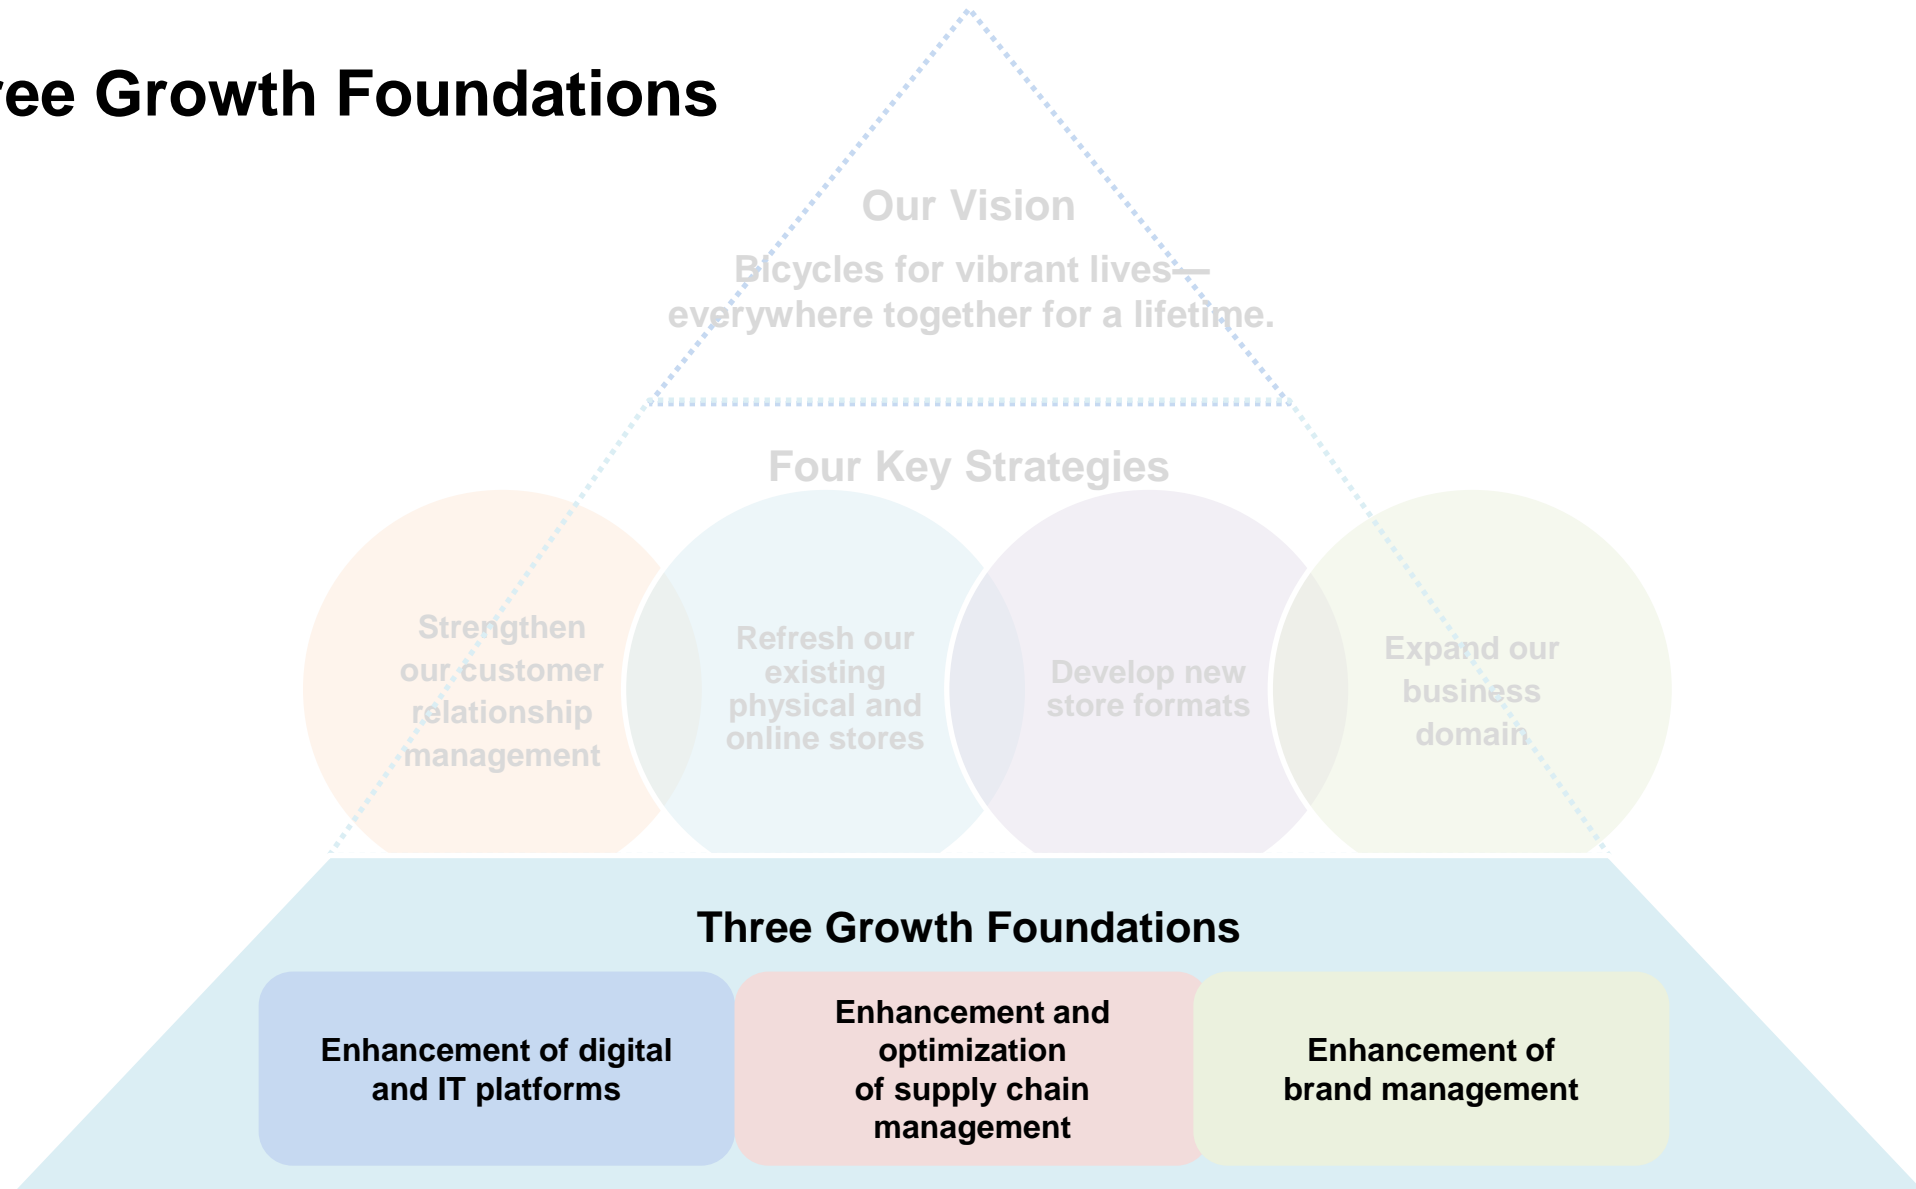 ree Growth Foundations
Our Vision
Bicycles for vibrant lives—
everywhere together for a lifetime.
Four Key Strategies
Strengthen
our customer
relationship
management
Refresh our
existing
physical and
online stores
Develop new
store formats
Expand our
business
domain
Three Growth Foundations
Enhancement of digital
and IT platforms
Enhancement and
optimization
of supply chain
management
Enhancement of
brand management